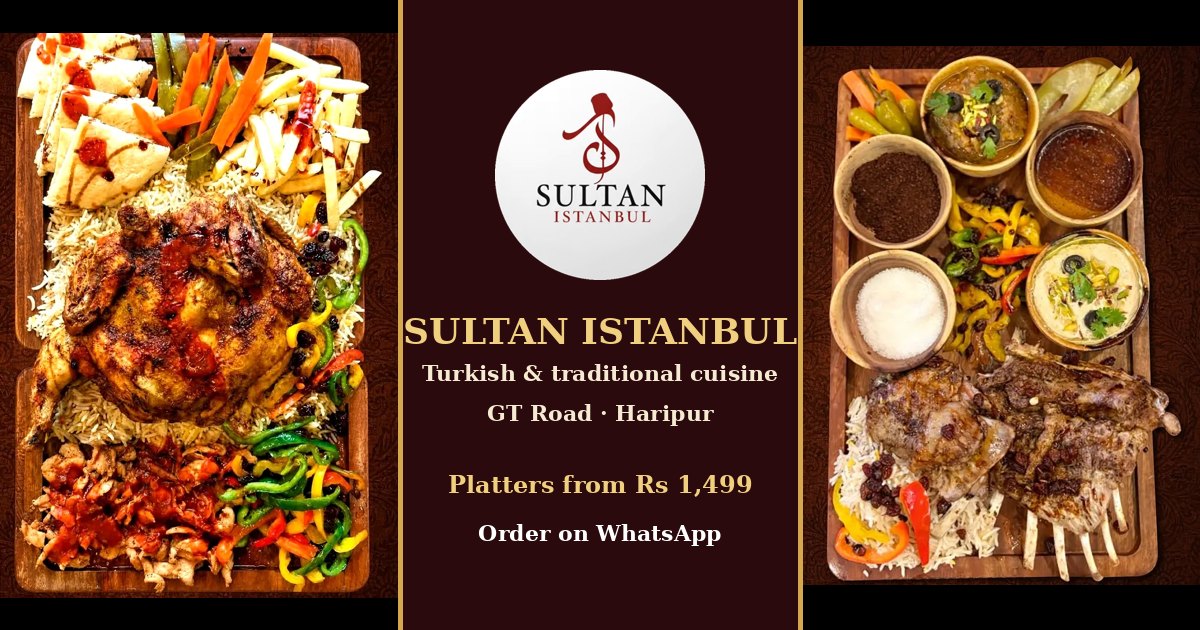 SULTAN
ISTANBUL
SULTAN ISTANBUL
Turkish & traditional cuisine
GT Road · Haripur
Platters from Rs 1,499
Order on WhatsApp